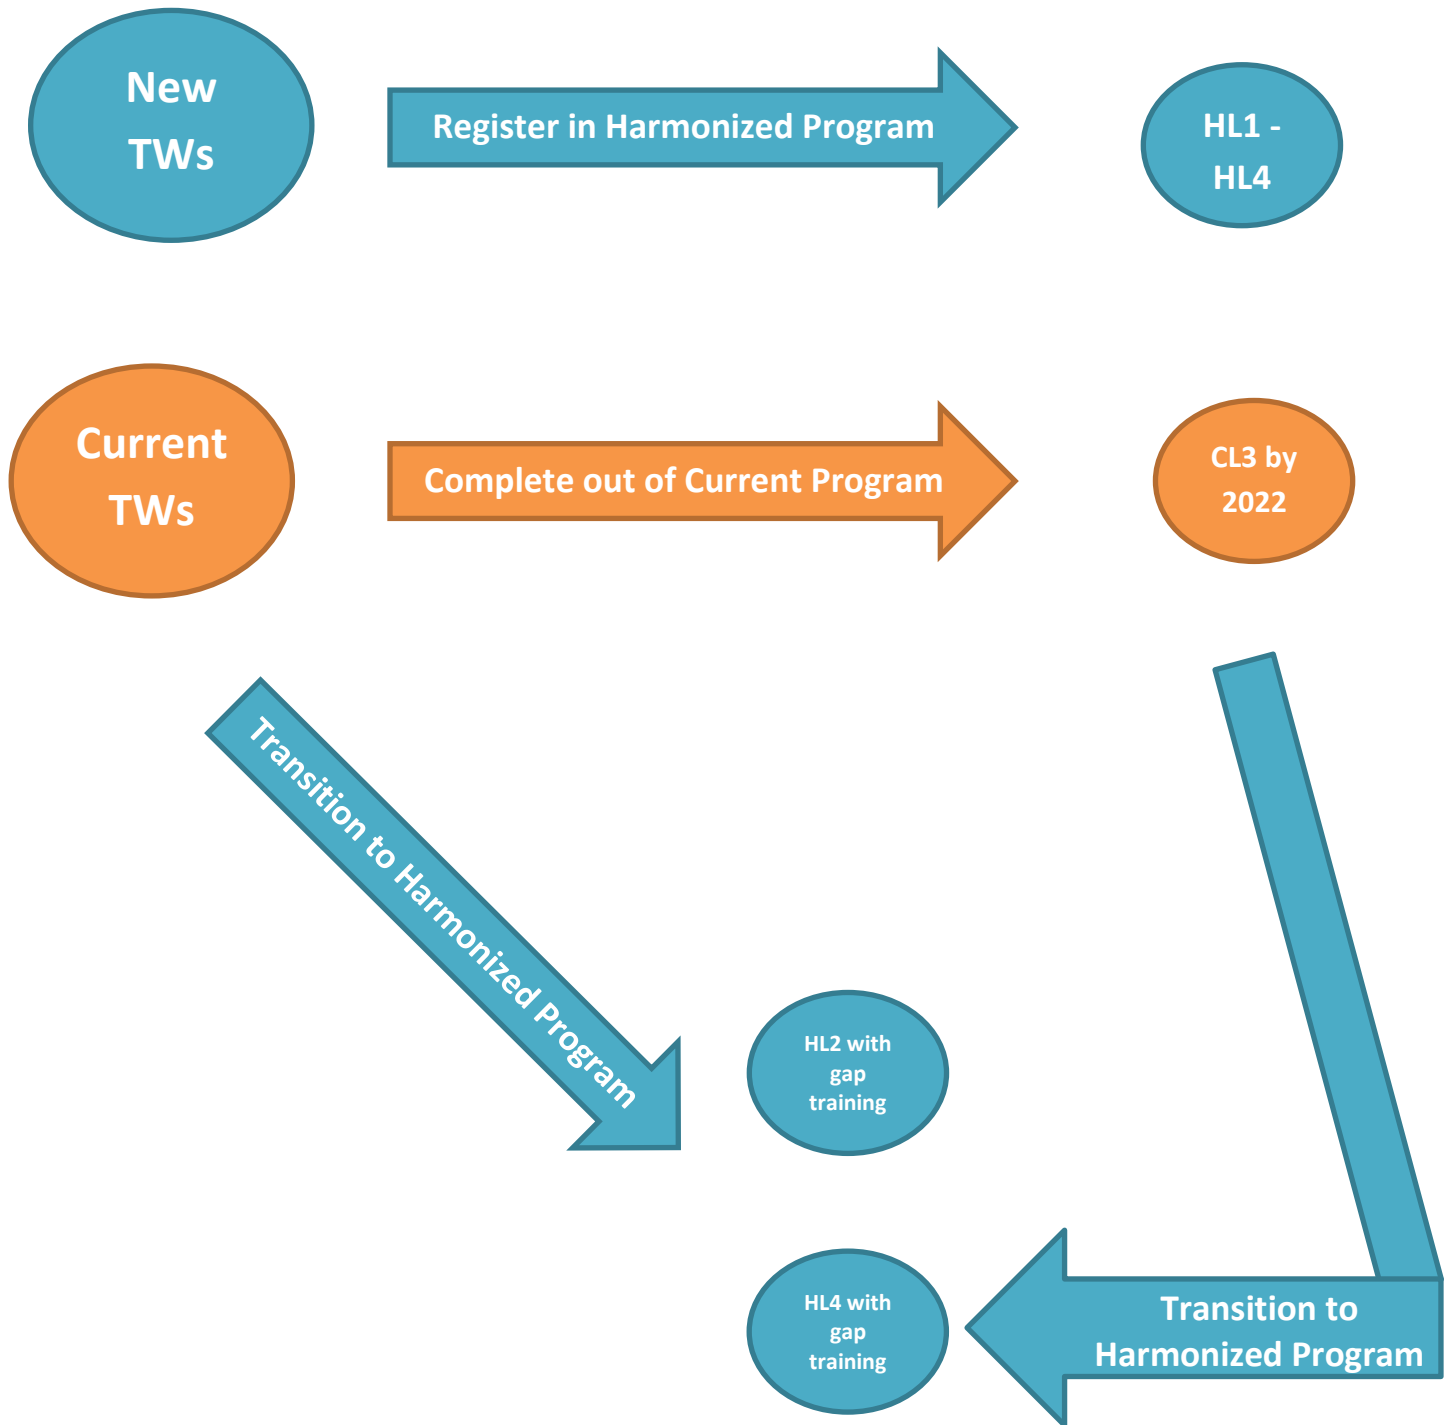 New
TWs
Register in Harmonized Program
HL1 -
HL4
Current
TWs
Complete out of Current Program
CL3 by
2022
Transition to Harmonized Program
HL2 with
gap
training
HL4 with
gap
training
Transition to
Harmonized Program